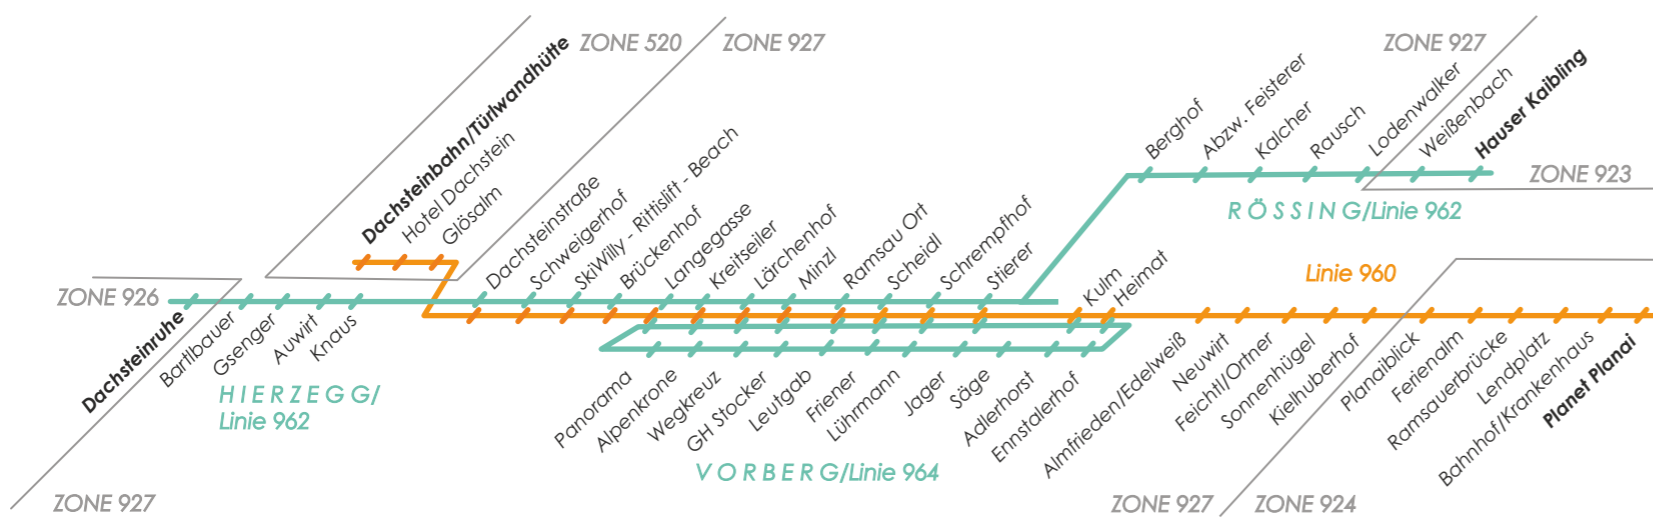 ZONE 520
ZONE 927
ZONE 927
Dachsteinbahn/Türlwandhütte
Hotel Dachstein
Glösalm
Dachsteinstraße
Schweigerhof
SkiWilly - Rittislift - Beach
Brückenhof
Langegasse
Kreitseiler
Lärchenhof
Minzl
Ramsau Ort
Scheidl
Schrempfhof
Stierer
Kulm
Heimat
Berghof
Abzw. Feisterer
Kalcher
Rausch
Lodenwalker
Weißenbach
Hauser Kaibling
ZONE 923
RÖSSING/Linie 962
Linie 960
ZONE 926
Dachsteinruhe
Bartlbauer
Gsenger
Auwirt
Knaus
HIERZEGG/
Linie 962
Panorama
Alpenkrone
Wegkreuz
GH Stocker
Leutgab
Friener
Lührmann
Jager
Säge
Adlerhorst
Ennstalerhof
Almfrieden/Edelweiß
Neuwirt
Feichtl/Ortner
Sonnenhügel
Kielhuberhof
Planaiblick
Ferienalm
Ramsauerbrücke
Lendplatz
Bahnhof/Krankenhaus
Planet Planai
VORBERG/Linie 964
ZONE 927
ZONE 927
ZONE 924